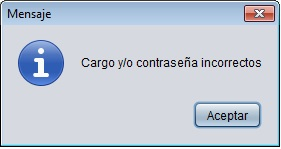 Mensaje
Cargo y/o contraseña incorrectos
Aceptar